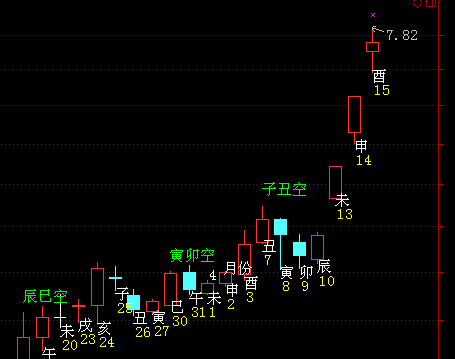 7.82
酉
15
申
14
未
13
子丑空
丑
7
寅
8
卯
9
辰
10
寅卯空
4 月份
午
31
未
1
申
2
酉
3
辰巳空
午
未
20
戌
23
亥
24
子
25
丑
26
寅
27
巳
30